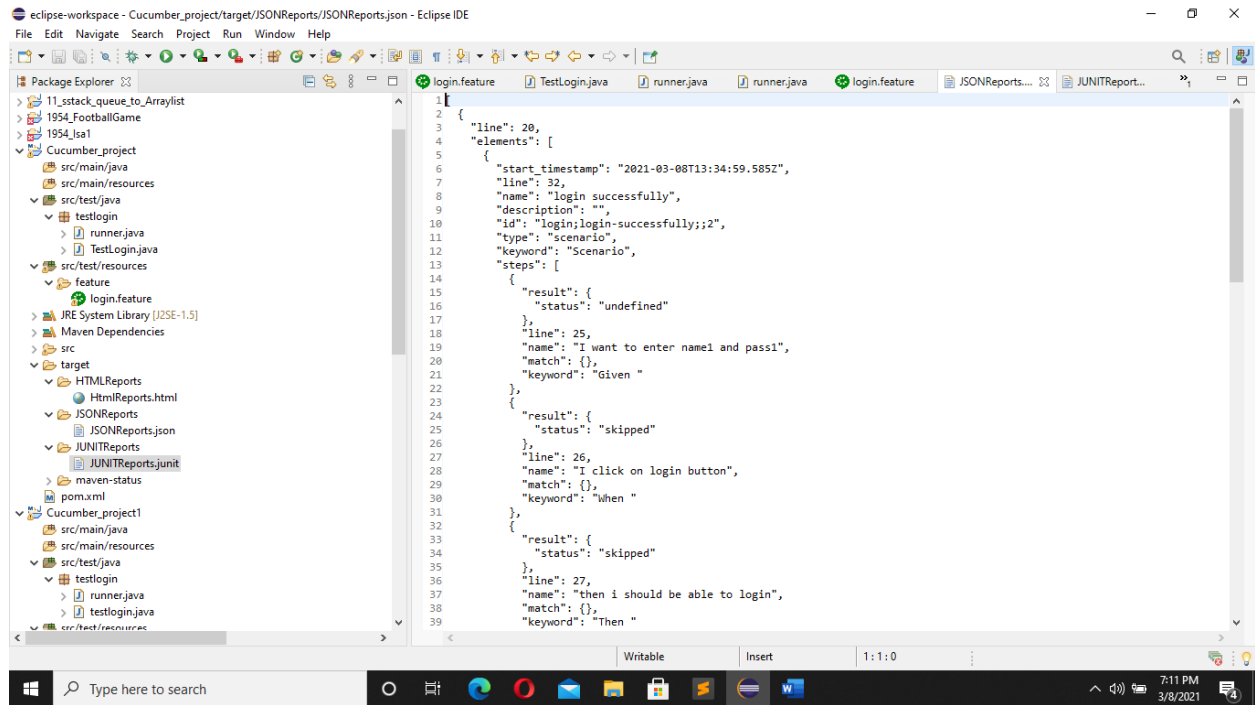 eclipse-workspace - Cucumber_project/target/JSONReports/JSONReports.json - Eclipse IDE
File Edit Navigate Search Project Run Window Help
Package Explorer
login.feature TestLogin.java runner.java runner.java login.feature JSONReports.... JUNITReport... »1
11_sstack_queue_to_Arraylist
1954_FootballGame
1954_lsa1
Cucumber_project
src/main/java
src/main/resources
src/test/java
testlogin
runner.java
TestLogin.java
src/test/resources
feature
login.feature
JRE System Library [J2SE-1.5]
Maven Dependencies
src
target
HTMLReports
HtmlReports.html
JSONReports
JSONReports.json
JUNITReports
JUNITReports.junit
maven-status
pom.xml
Cucumber_project1
src/main/java
src/main/resources
src/test/java
testlogin
runner.java
testlogin.java
src/test/resources
1 [
2 {
3 "line": 20,
4 "elements": [
5 {
6 "start_timestamp": "2021-03-08T13:34:59.585Z",
7 "line": 32,
8 "name": "login successfully",
9 "description": "",
10 "id": "login;login-successfully;;2",
11 "type": "scenario",
12 "keyword": "Scenario",
13 "steps": [
14 {
15 "result": {
16 "status": "undefined"
17 },
18 "line": 25,
19 "name": "I want to enter name1 and pass1",
20 "match": {},
21 "keyword": "Given "
22 },
23 {
24 "result": {
25 "status": "skipped"
26 },
27 "line": 26,
28 "name": "I click on login button",
29 "match": {},
30 "keyword": "When "
31 },
32 {
33 "result": {
34 "status": "skipped"
35 },
36 "line": 27,
37 "name": "then i should be able to login",
38 "match": {},
39 "keyword": "Then "
Writable Insert 1:1:0
Type here to search
7:11 PM
3/8/2021
4